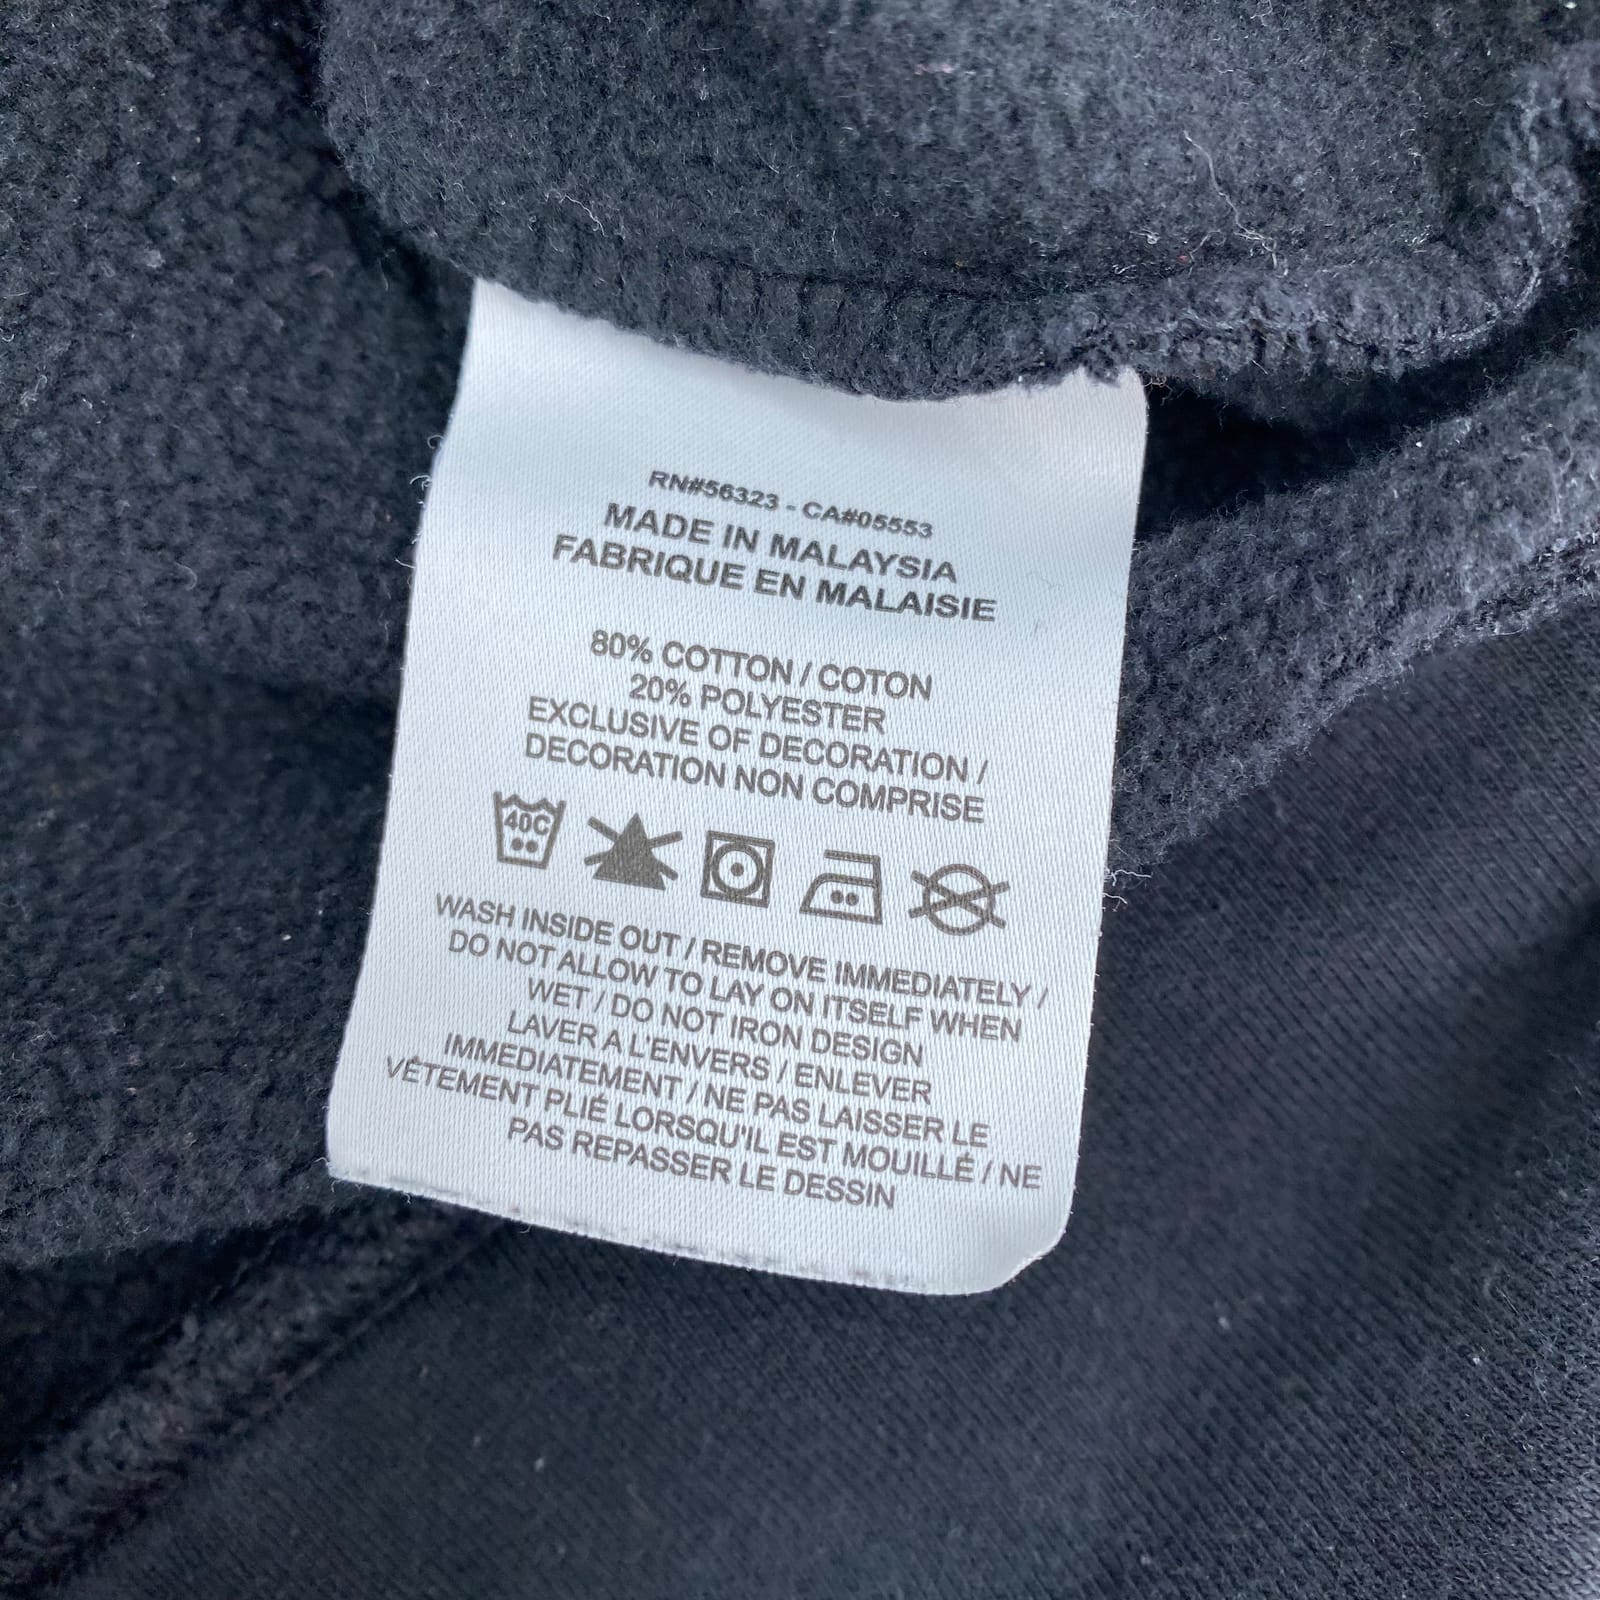 RN#56323 - CA#05553
MADE IN MALAYSIA
FABRIQUE EN MALAISIE
80% COTTON / COTON
20% POLYESTER
EXCLUSIVE OF DECORATION /
DECORATION NON COMPRISE
40C
WASH INSIDE OUT / REMOVE IMMEDIATELY /
DO NOT ALLOW TO LAY ON ITSELF WHEN
WET / DO NOT IRON DESIGN
LAVER A L'ENVERS / ENLEVER
IMMEDIATEMENT / NE PAS LAISSER LE
VÊTEMENT PLIÉ LORSQU'IL EST MOUILLÉ / NE
PAS REPASSER LE DESSIN